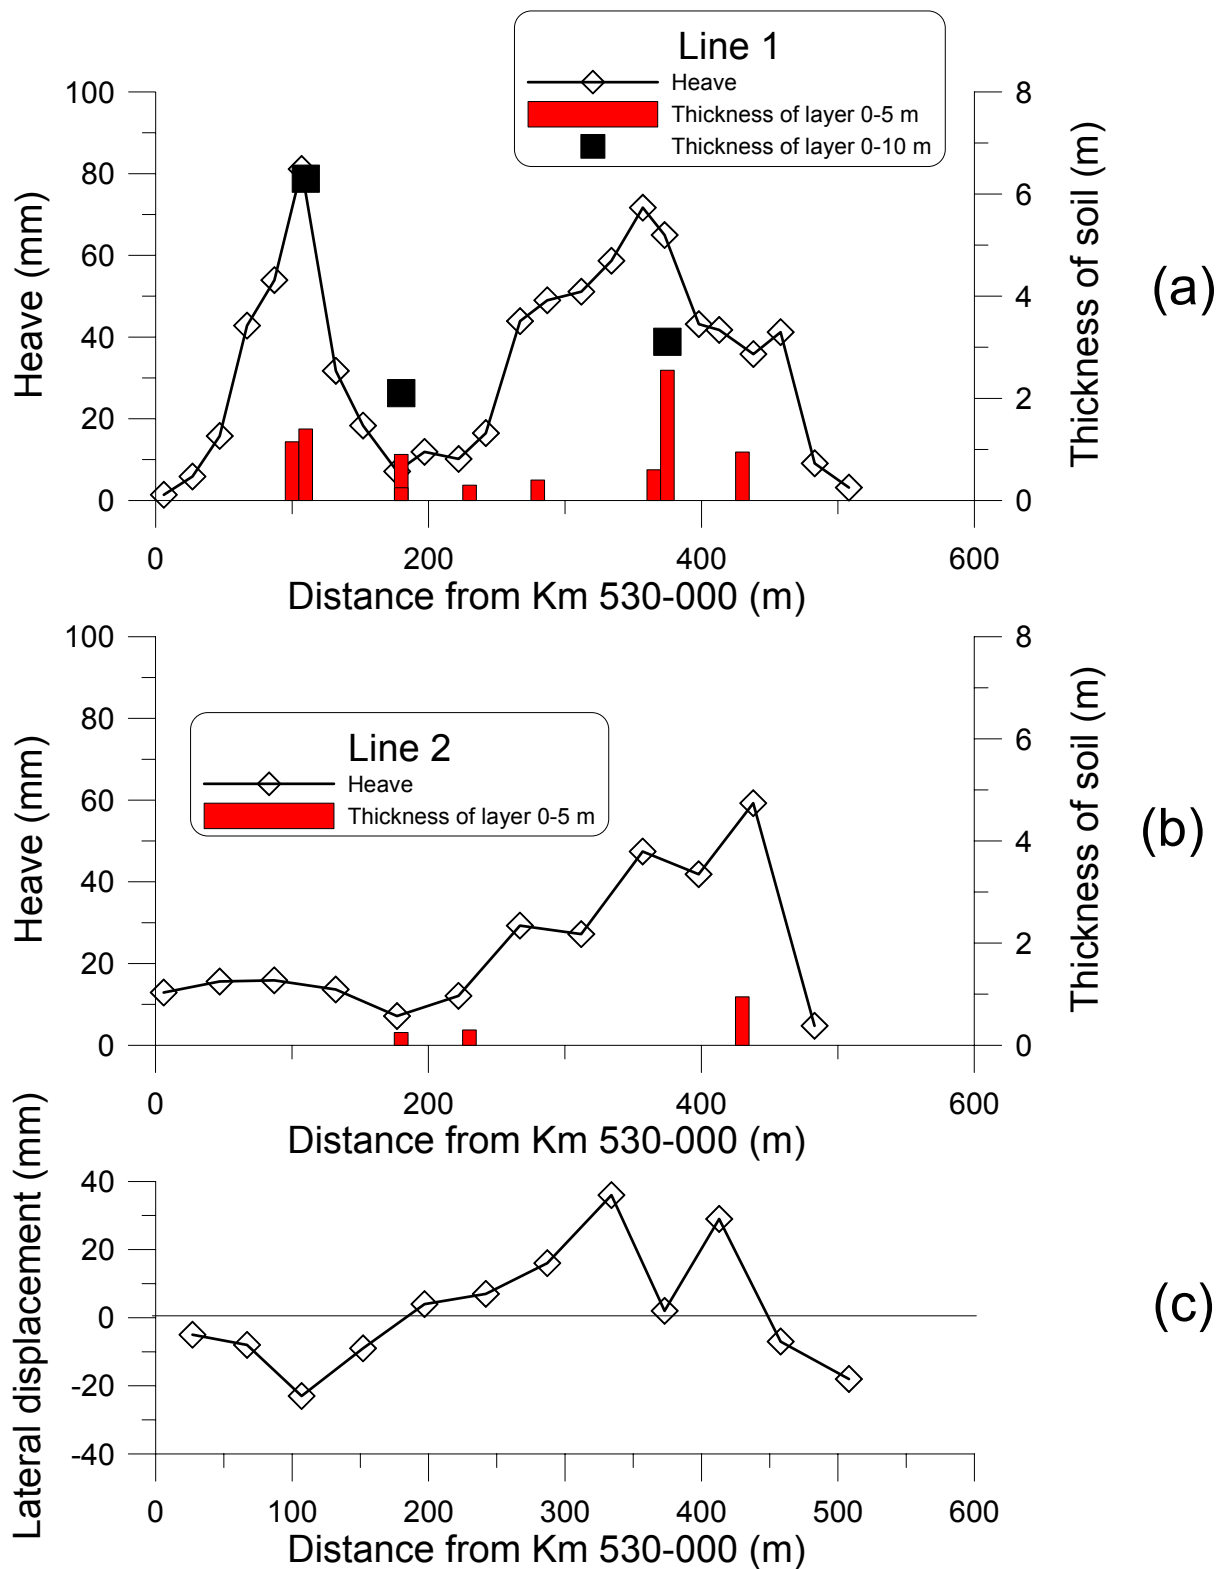 Line 1
Heave
Thickness of layer 0-5 m
Thickness of layer 0-10 m
100
80
60
40
20
0
Heave (mm)
8
6
4
2
0
Thickness of soil (m)
(a)
0 200 400 600
Distance from Km 530-000 (m)
Line 2
Heave
Thickness of layer 0-5 m
100
80
60
40
20
0
Heave (mm)
8
6
4
2
0
Thickness of soil (m)
(b)
0 200 400 600
Distance from Km 530-000 (m)
40
20
0
-20
-40
Lateral displacement (mm)
(c)
0 100 200 300 400 500 600
Distance from Km 530-000 (m)